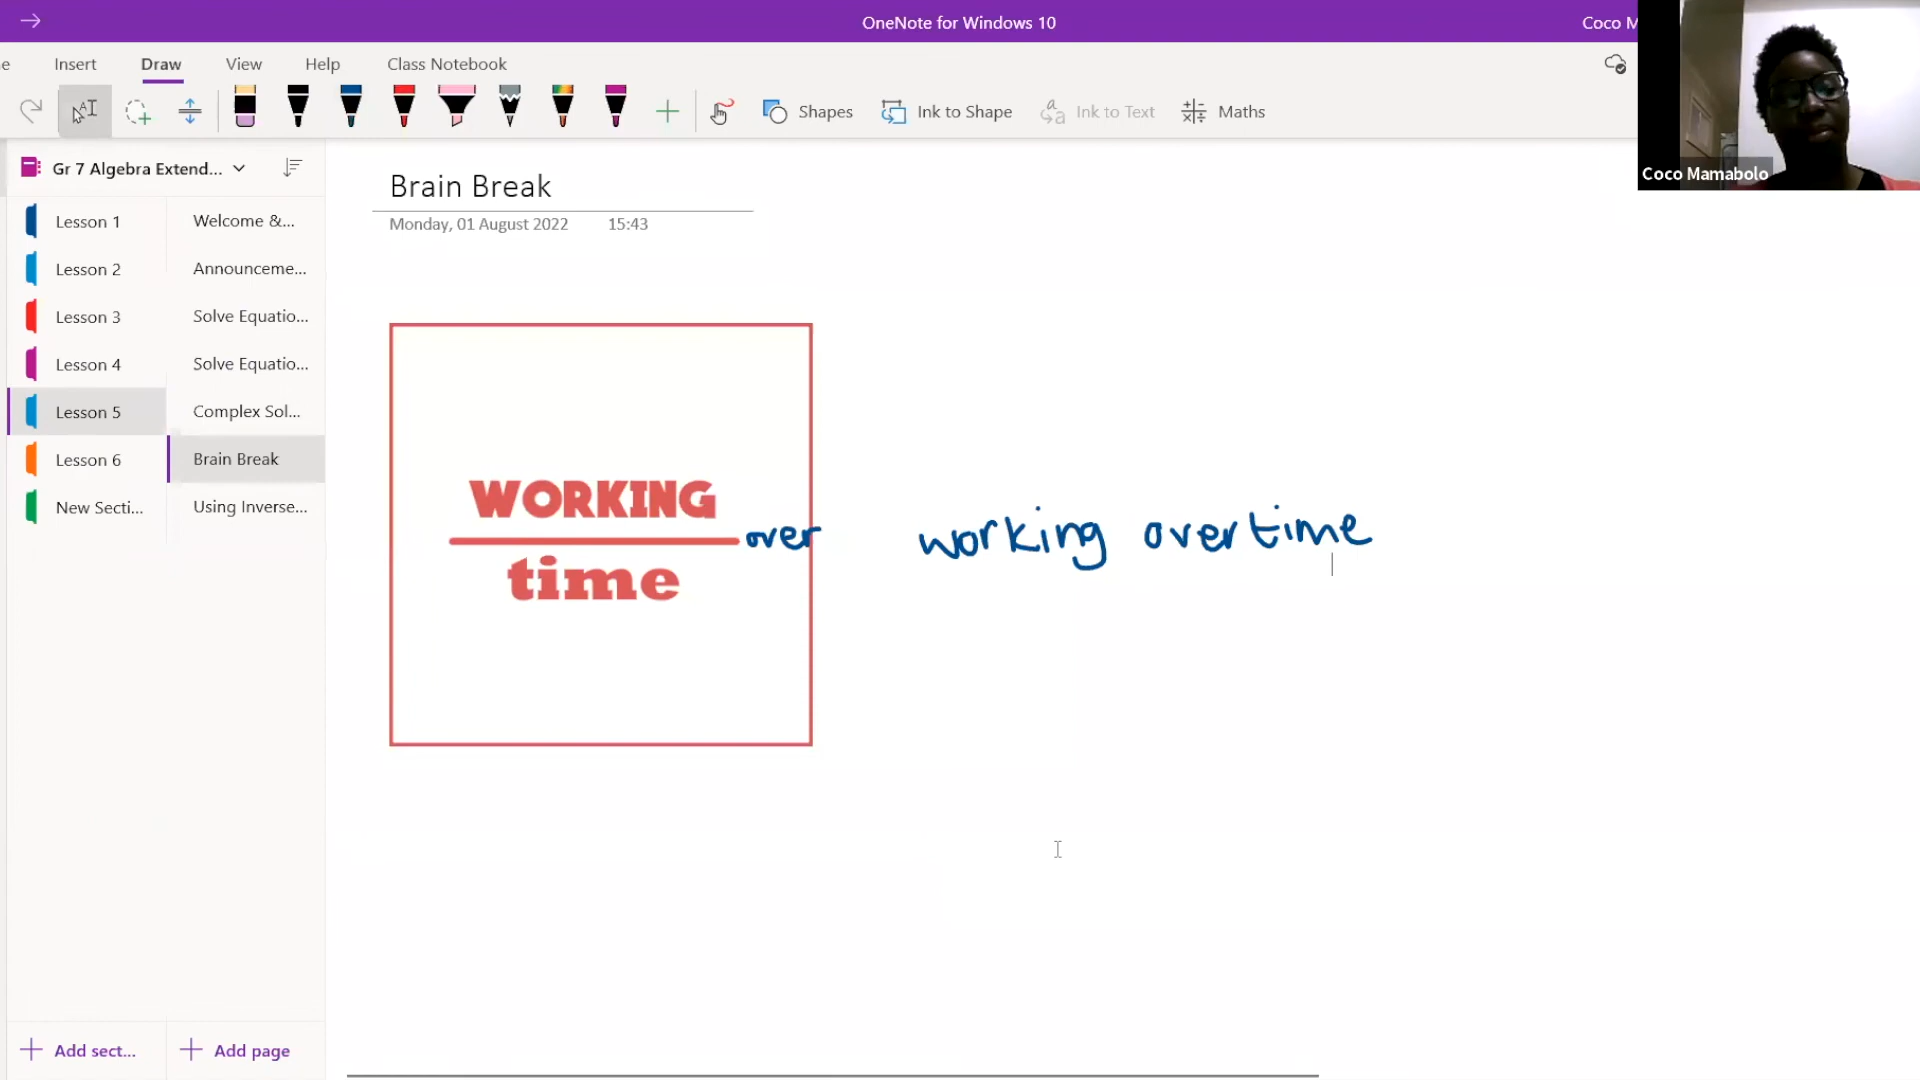 OneNote for Windows 10
Coco M
Insert Draw View Help Class Notebook
Shapes Ink to Shape Ink to Text Maths
Coco Mamabolo
Gr 7 Algebra Extend...
Lesson 1
Lesson 2
Lesson 3
Lesson 4
Lesson 5
Lesson 6
New Secti...
Welcome &...
Announceme...
Solve Equatio...
Solve Equatio...
Complex Sol...
Brain Break
Using Inverse...
Brain Break
Monday, 01 August 2022 15:43
WORKING
over
time
working overtime
Add sect...
Add page